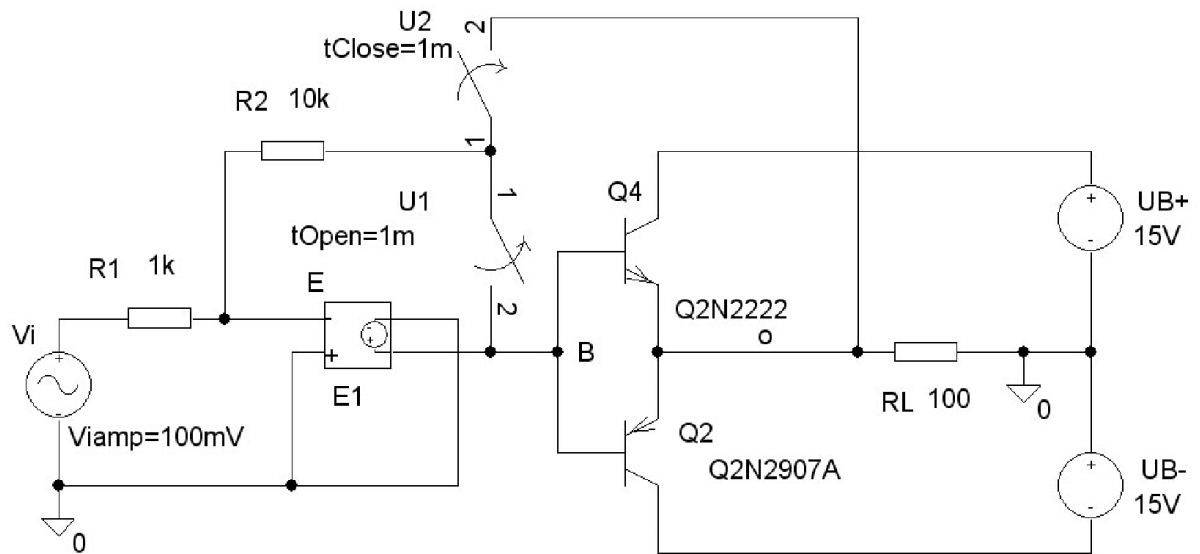 U2
2
tClose=1m
R2 10k
1
1
U1
tOpen=1m
Q4
UB+
+
-
15V
R1 1k
E
2
Q2N2222
o
Vi
+
-
-
+
-
+
B
E1
RL 100
0
Viamp=100mV
Q2
Q2N2907A
UB-
+
-
15V
0